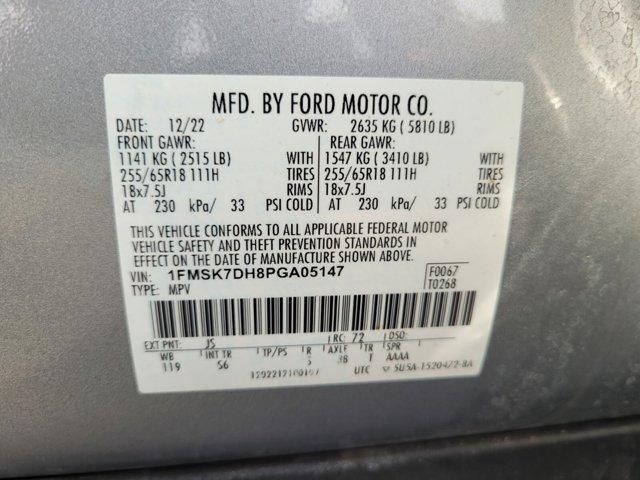 MFD. BY FORD MOTOR CO.
DATE: 12/22 GVWR: 2635 KG ( 5810 LB)
FRONT GAWR: REAR GAWR:
1141 KG ( 2515 LB) WITH 1547 KG ( 3410 LB) WITH
255/65R18 111H TIRES 255/65R18 111H TIRES
18x7.5J RIMS 18x7.5J RIMS
AT 230 kPa/ 33 PSI COLD AT 230 kPa/ 33 PSI COLD
THIS VEHICLE CONFORMS TO ALL APPLICABLE FEDERAL MOTOR
VEHICLE SAFETY AND THEFT PREVENTION STANDARDS IN
EFFECT ON THE DATE OF MANUFACTURE SHOWN ABOVE.
VIN: 1FMSK7DH8PGA05147 F0067
TYPE: MPV T0268
EXT PNT: JS RC: 72 DSO:
WB INT TR TP/PS R AXLE TR SPR
119 S6 5 3B T AAAA
UTC